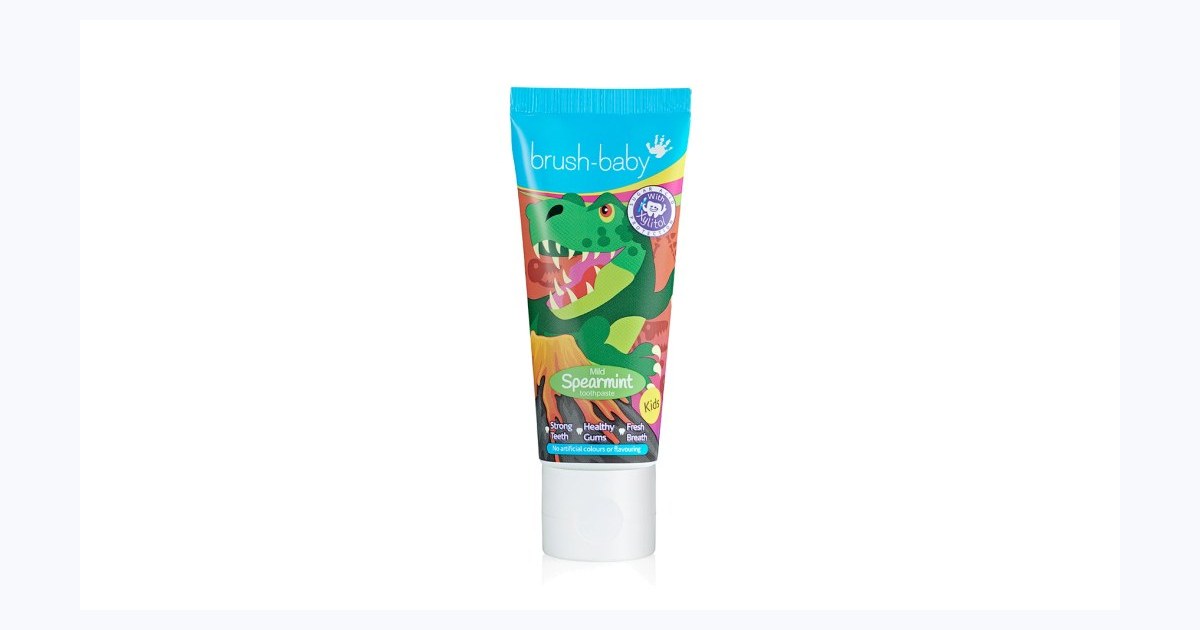 brush-baby
With
Xylitol
Mild
Spearmint
toothpaste
Kids
Strong Teeth
Healthy Gums
Fresh Breath
No artificial colours or flavouring